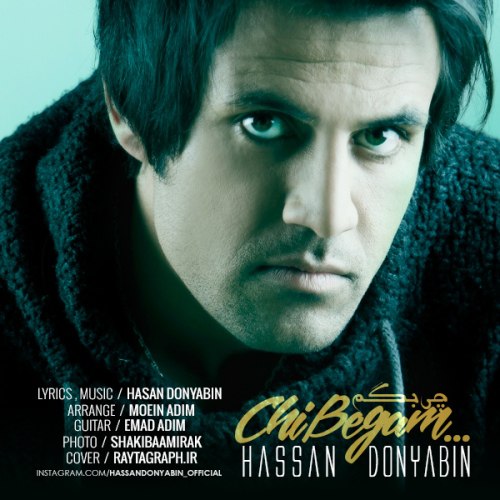 LYRICS , MUSIC / HASAN DONYABIN
ARRANGE / MOEIN ADIM
GUITAR / EMAD ADIM
PHOTO / SHAKIBAAMIRAK
COVER / RAYTAGRAPH.IR
INSTAGRAM.COM/HASSANDONYABIN_OFFICIAL
چی بگم
Chi Begam...
HASSAN DONYABIN